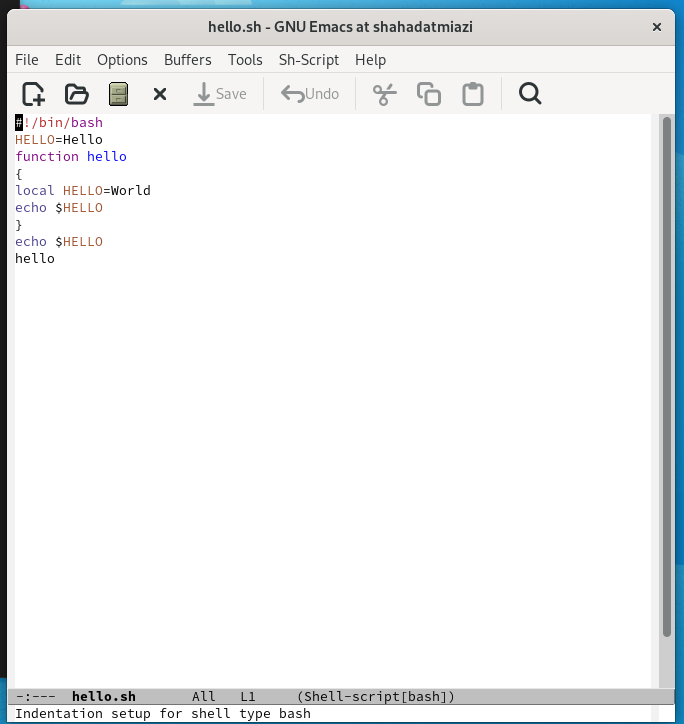 hello.sh - GNU Emacs at shahadatmiazi ×
File Edit Options Buffers Tools Sh-Script Help
Save Undo
#!/bin/bash
HELLO=Hello
function hello
{
local HELLO=World
echo $HELLO
}
echo $HELLO
hello
-:--- hello.sh All L1 (Shell-script[bash])
Indentation setup for shell type bash